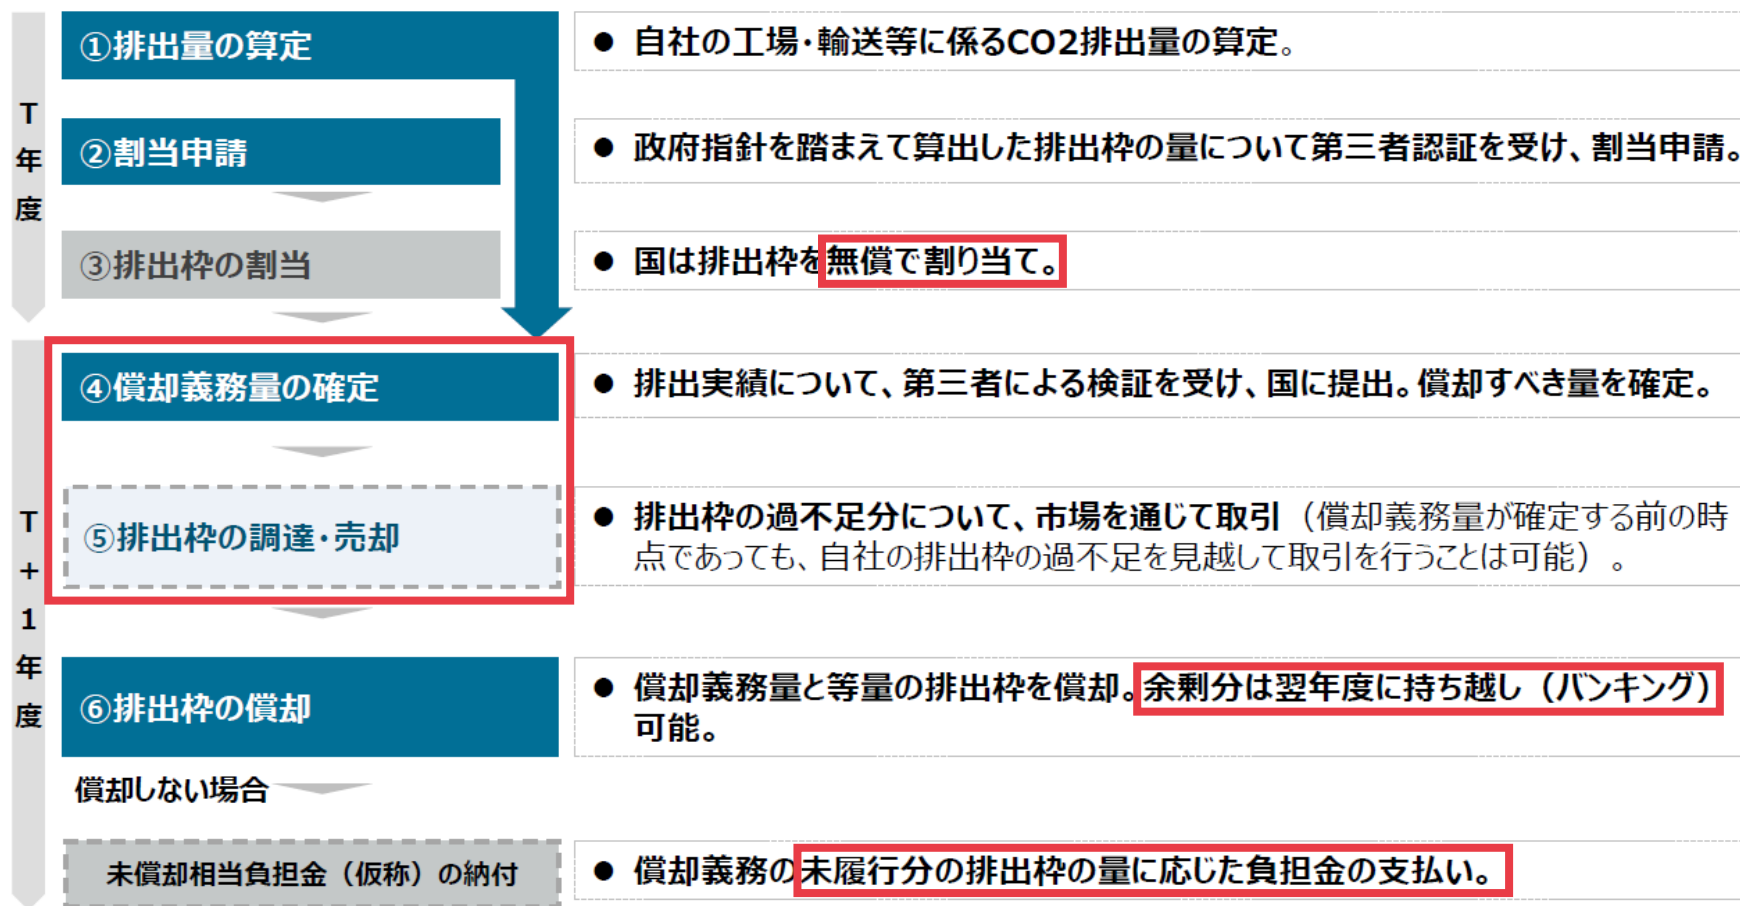 T年度
①排出量の算定
● 自社の工場・輸送等に係るCO2排出量の算定。
②割当申請
● 政府指針を踏まえて算出した排出枠の量について第三者認証を受け、割当申請。
③排出枠の割当
● 国は排出枠を無償で割り当て。
T+1年度
④償却義務量の確定
● 排出実績について、第三者による検証を受け、国に提出。償却すべき量を確定。
⑤排出枠の調達・売却
● 排出枠の過不足分について、市場を通じて取引（償却義務量が確定する前の時
点であっても、自社の排出枠の過不足を見越して取引を行うことは可能）。
⑥排出枠の償却
● 償却義務量と等量の排出枠を償却。余剰分は翌年度に持ち越し（バンキング）
可能。
償却しない場合
未償却相当負担金（仮称）の納付
● 償却義務の未履行分の排出枠の量に応じた負担金の支払い。